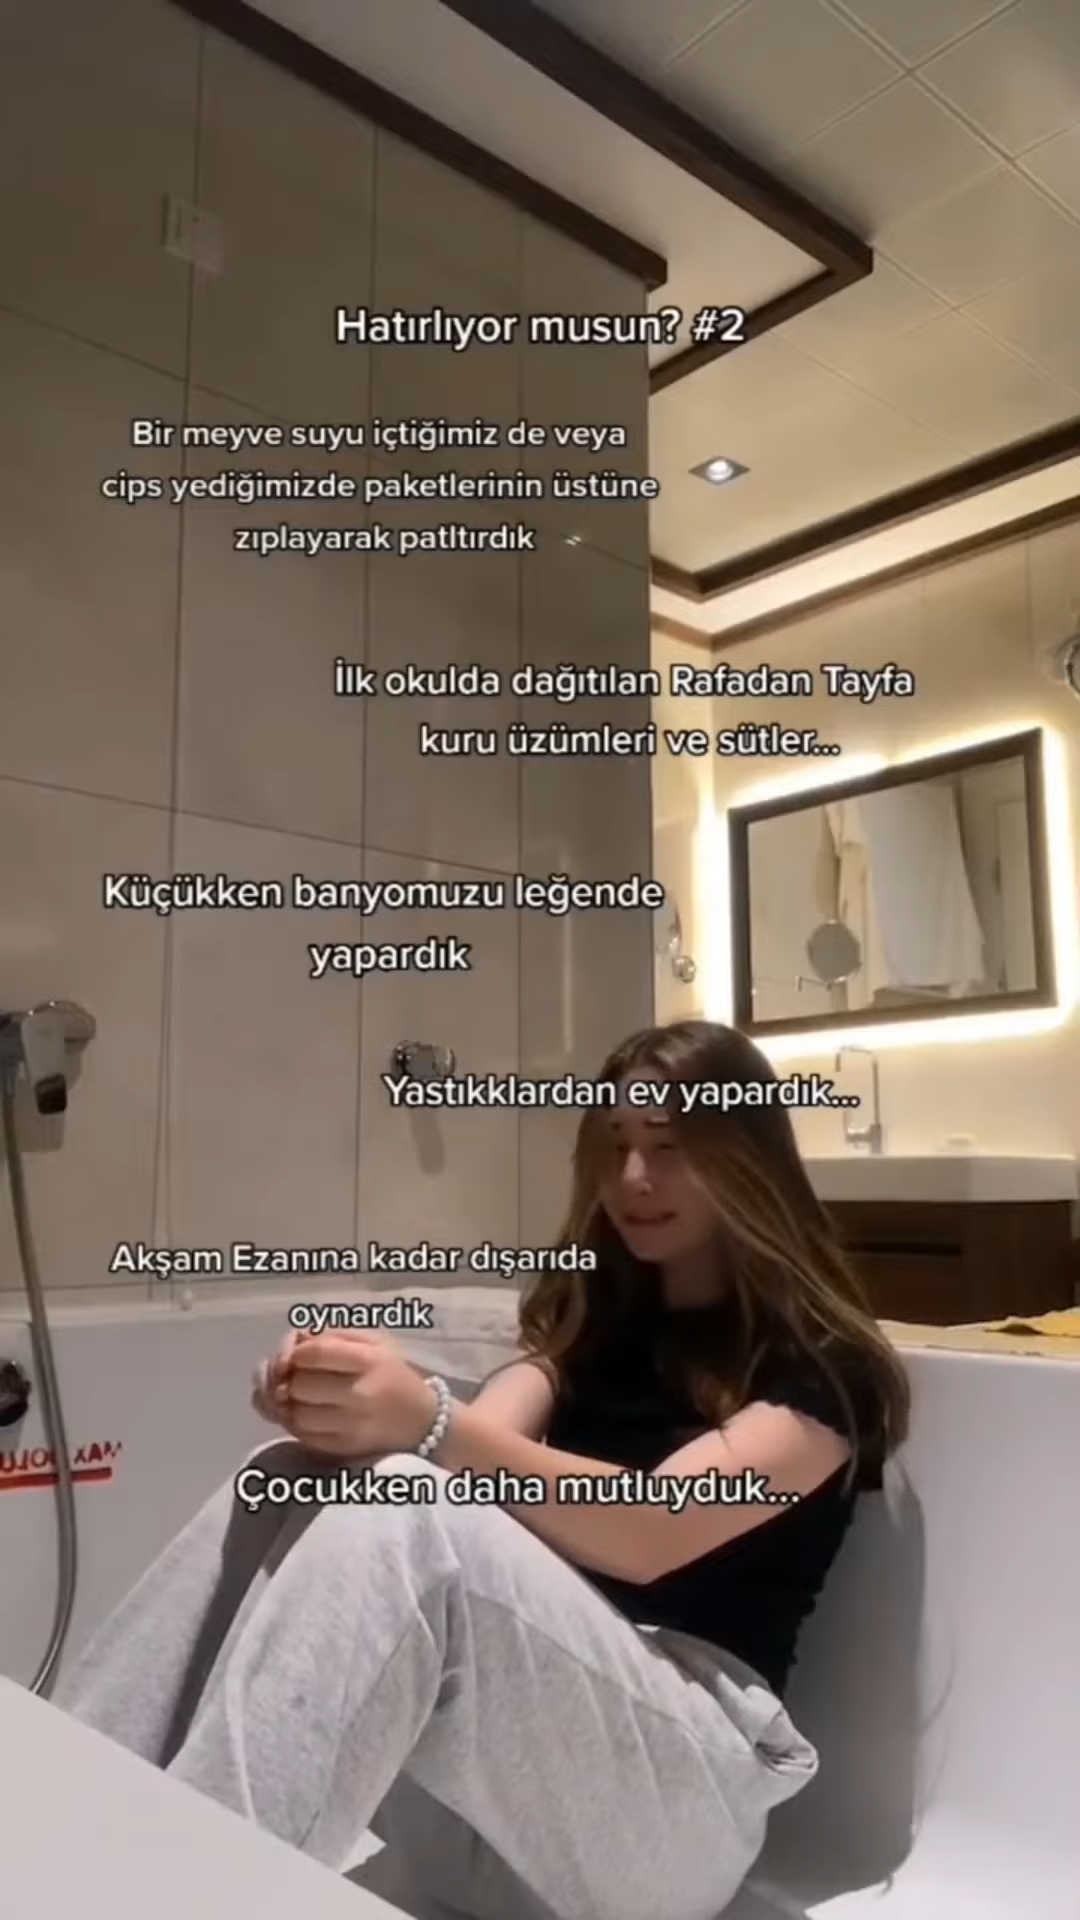 Hatırlıyor musun? #2
Bir meyve suyu içtiğimiz de veya
cips yediğimizde paketlerinin üstüne
zıplayarak patltırdık
İlk okulda dağıtılan Rafadan Tayfa
kuru üzümleri ve sütler...
Küçükken banyomuzu leğende
yapardık
Yastıkklardan ev yapardık...
Akşam Ezanına kadar dışarıda
oynardık
Çocukken daha mutluyduk...